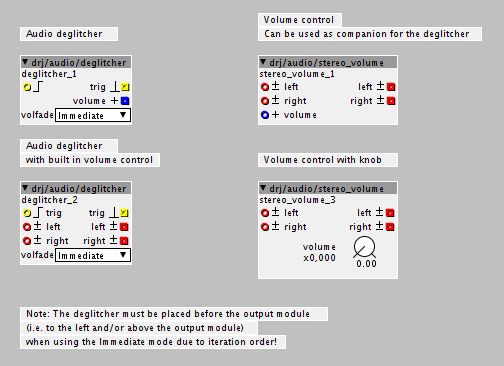 Audio deglitcher
▼ drj/audio/deglitcher
deglitcher_1
trig
volume +
volfade Immediate ▼
Audio deglitcher
with built in volume control
▼ drj/audio/deglitcher
deglitcher_2
trig trig
± left left ±
± right right ±
volfade Immediate ▼
Volume control
Can be used as companion for the deglitcher
▼ drj/audio/stereo_volume
stereo_volume_1
± left left ±
± right right ±
+ volume
Volume control with knob
▼ drj/audio/stereo_volume
stereo_volume_3
± left left ±
± right right ±
volume
x0,000
0.00
Note: The deglitcher must be placed before the output module
(i.e. to the left and/or above the output module)
when using the Immediate mode due to iteration order!